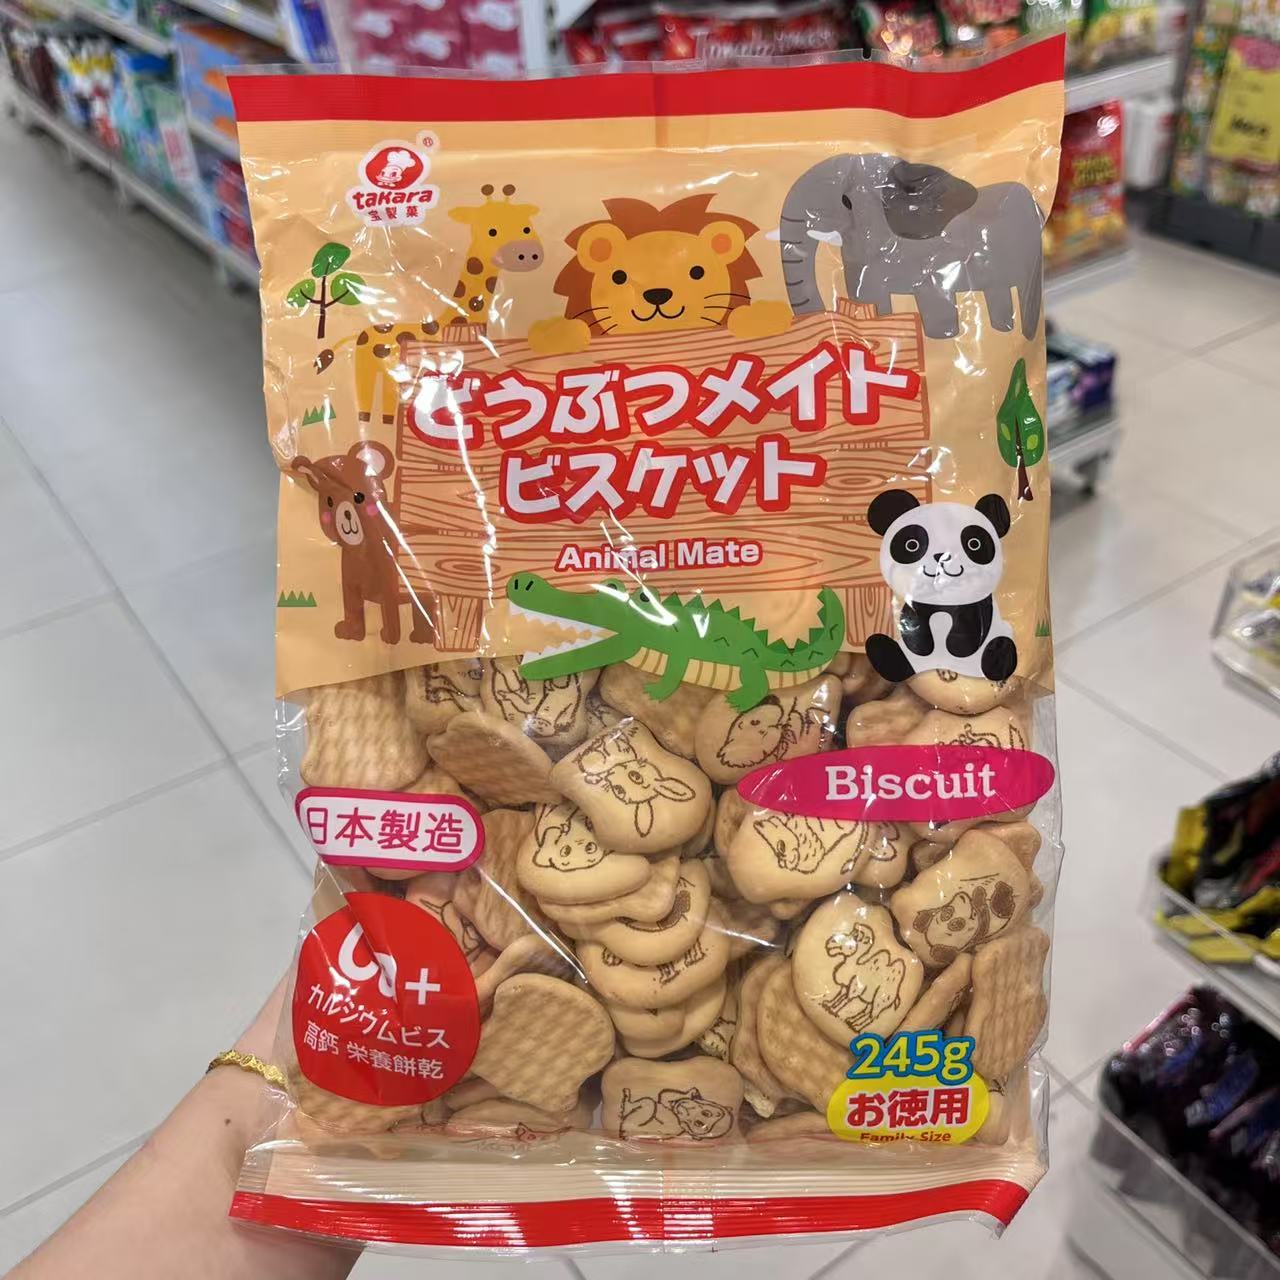 takara
宝製菓
どうぶつメイト
ビスケット
Animal Mate
Biscuit
日本製造
Ca+
カルシウムビス
高鈣 栄養餅乾
245g
お徳用
Family Size